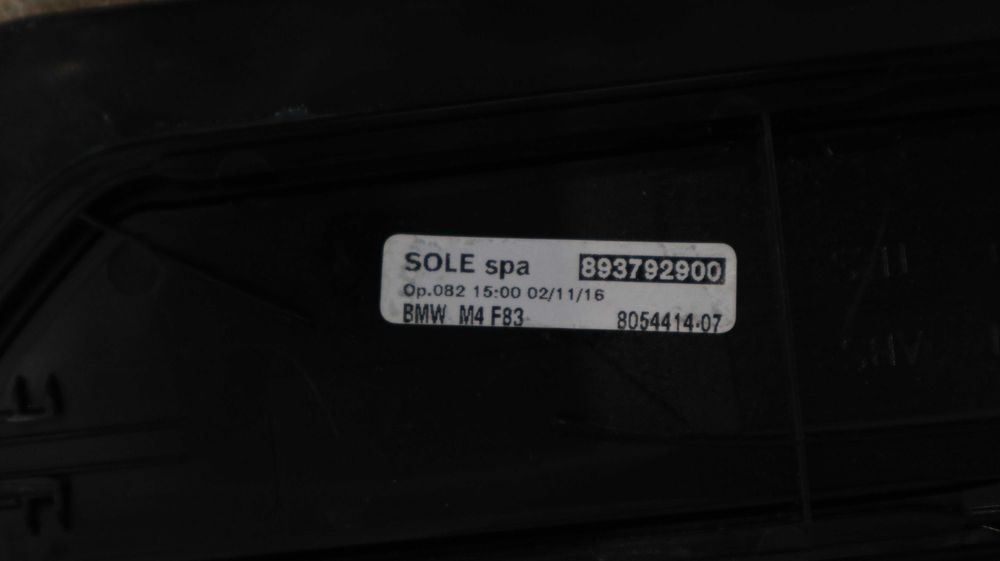 SOLE spa 893792900
Op.082 15:00 02/11/16
BMW M4 F83 8054414-07